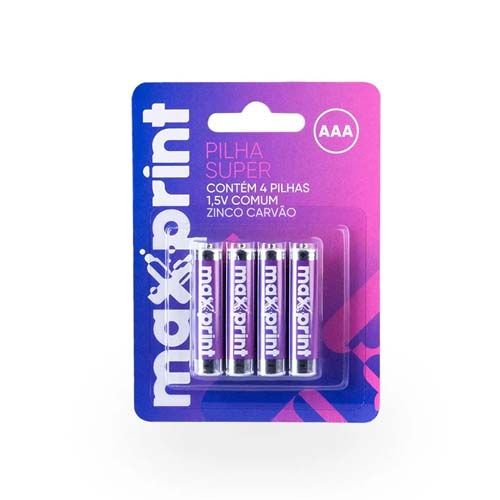 maxprint
AAA
PILHA
SUPER
CONTÉM 4 PILHAS
1,5V COMUM
ZINCO CARVÃO
maxprint
maxprint
maxprint
maxprint